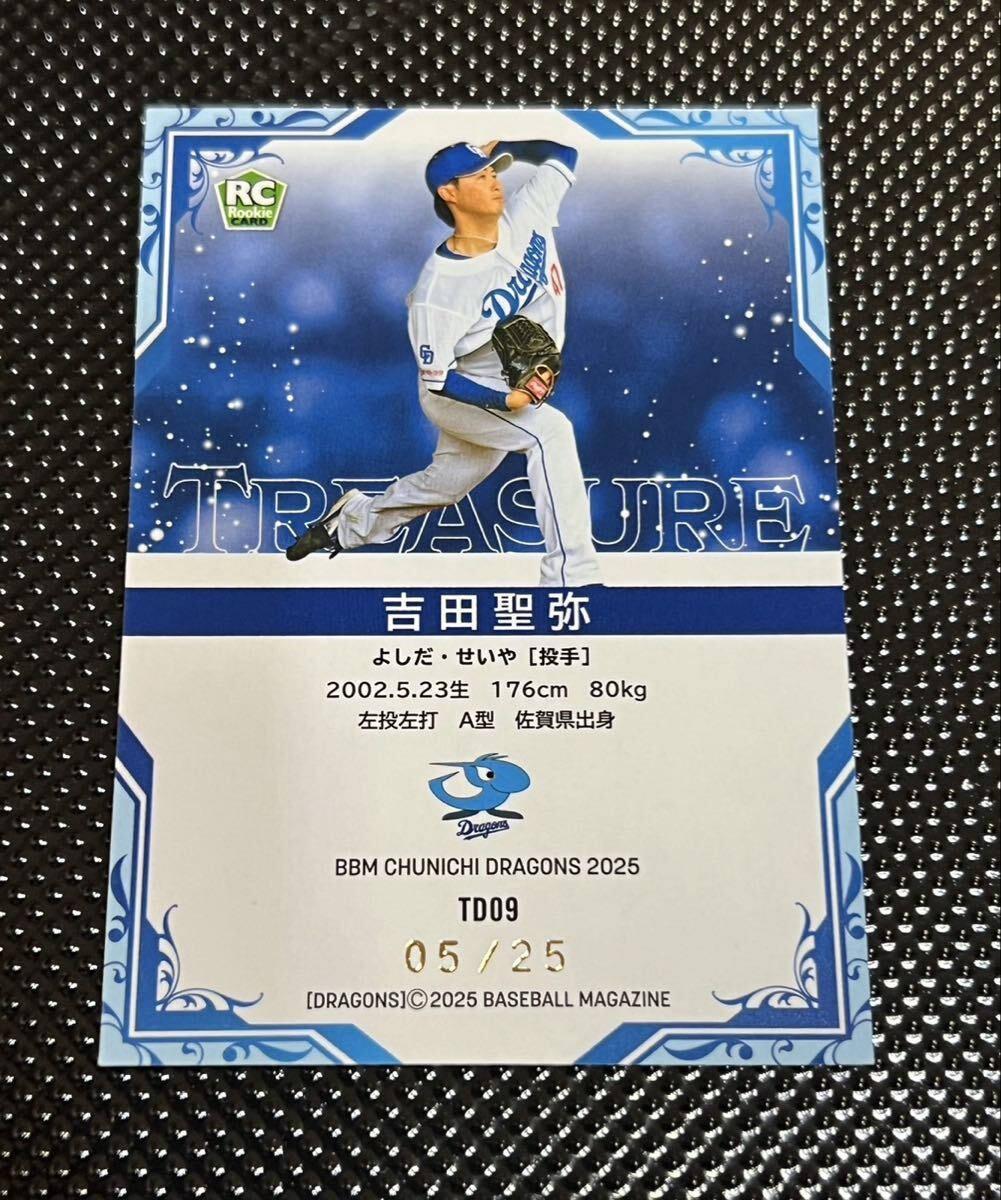 RC
Rookie
CARD
Dragons
47
CD
TREASURE
吉田聖弥
よしだ・せいや［投手］
2002.5.23生　176cm　80kg
左投左打　A型　佐賀県出身
Dragons
BBM CHUNICHI DRAGONS 2025
TD09
05/25
[DRAGONS]©2025 BASEBALL MAGAZINE